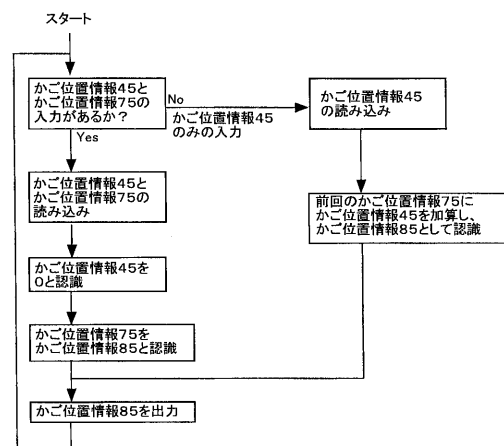 スタート
かご位置情報45と
かご位置情報75の
入力があるか?
No
かご位置情報45
のみの入力
かご位置情報45
の読み込み
Yes
かご位置情報45と
かご位置情報75の
読み込み
前回のかご位置情報75に
かご位置情報45を加算し、
かご位置情報85として認識
かご位置情報45を
0と認識
かご位置情報75を
かご位置情報85と認識
かご位置情報85を出力